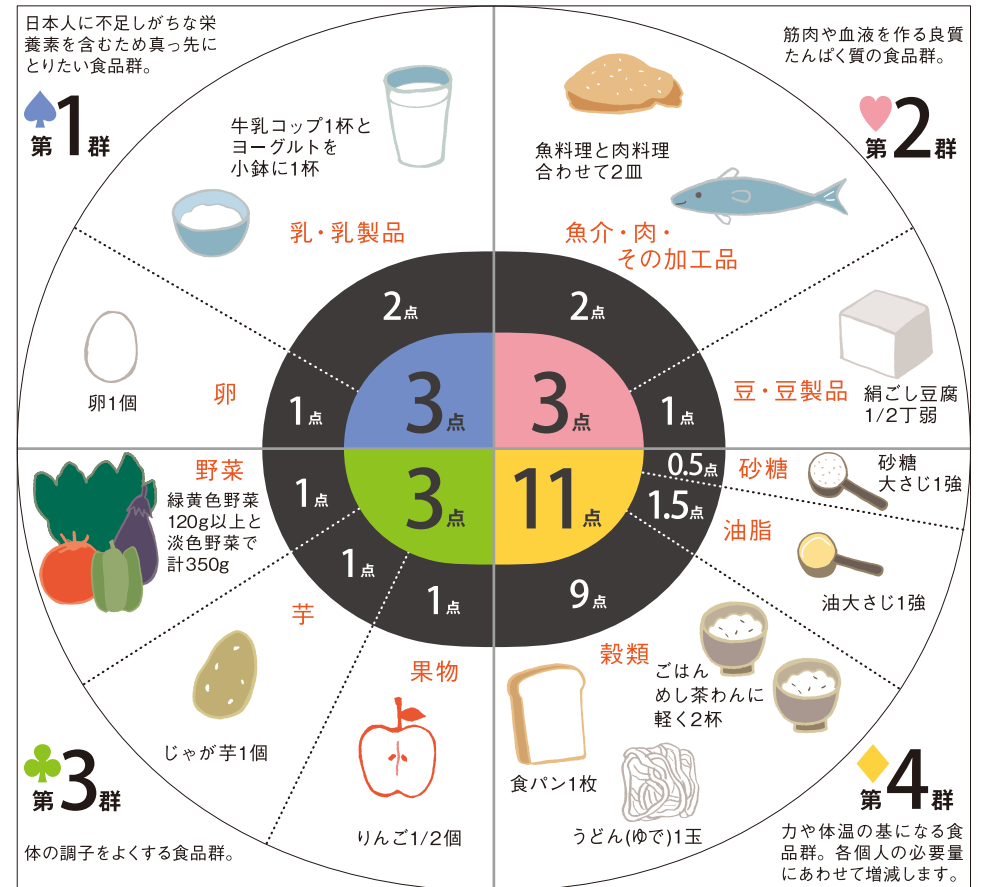 日本人に不足しがちな栄
養素を含むため真っ先に
とりたい食品群。
第1群
牛乳コップ1杯と
ヨーグルトを
小鉢に1杯
乳・乳製品
2点
卵1個
卵
1点
3点
筋肉や血液を作る良質
たんぱく質の食品群。
第2群
魚料理と肉料理
合わせて2皿
魚介・肉・
その加工品
2点
豆・豆製品
絹ごし豆腐
1/2丁弱
1点
3点
野菜
緑黄色野菜
120g以上と
淡色野菜で
計350g
1点
3点
芋
1点
じゃが芋1個
果物
1点
りんご1/2個
第3群
体の調子をよくする食品群。
11点
0.5点
砂糖
砂糖
大さじ1強
1.5点
油脂
油大さじ1強
9点
穀類
ごはん
めし茶わんに
軽く2杯
食パン1枚
うどん(ゆで)1玉
第4群
力や体温の基になる食
品群。各個人の必要量
にあわせて増減します。